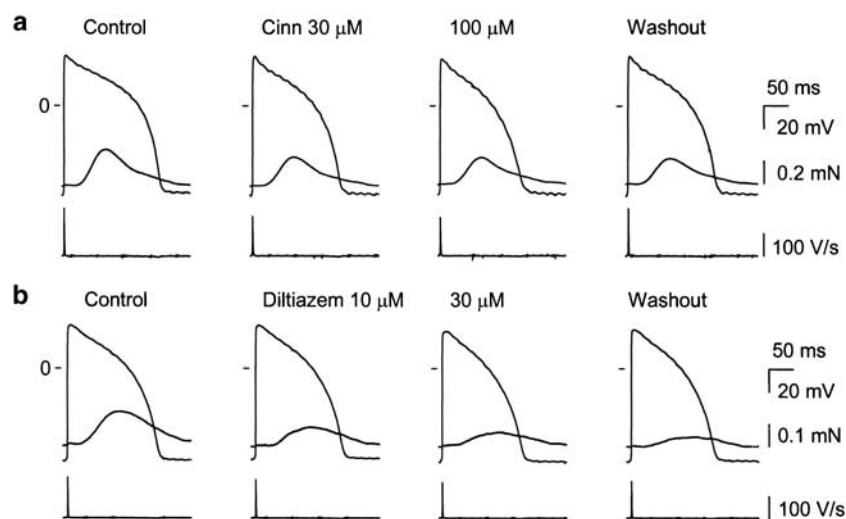 a
Control Cinn 30 μM 100 μM Washout
0
50 ms
20 mV
0.2 mN
100 V/s
b
Control Diltiazem 10 μM 30 μM Washout
0
50 ms
20 mV
0.1 mN
100 V/s